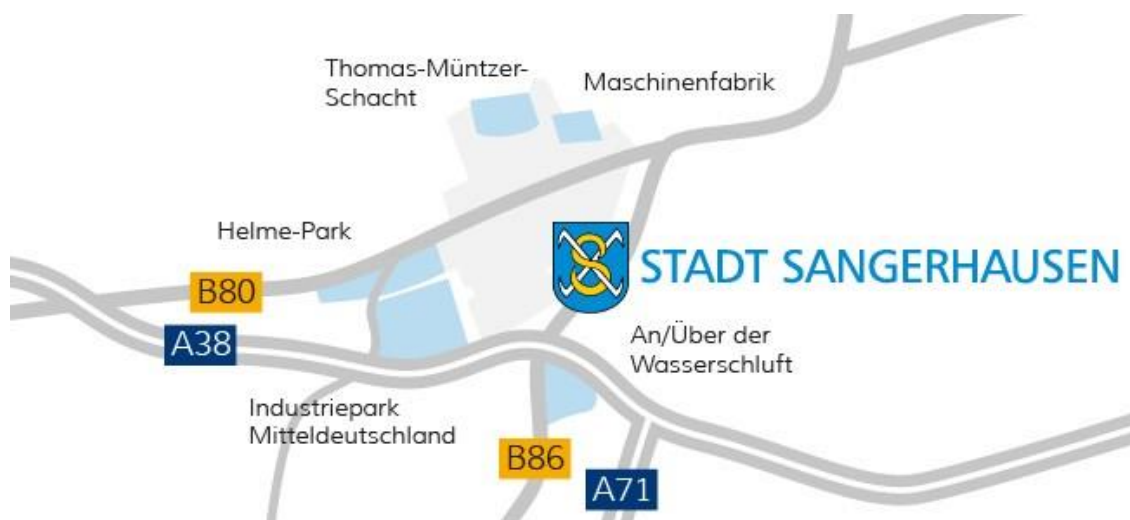 Thomas-Müntzer-
Schacht
Maschinenfabrik
Helme-Park
STADT SANGERHAUSEN
B80
A38
An/Über der
Wasserschluft
Industriepark
Mitteldeutschland
B86
A71